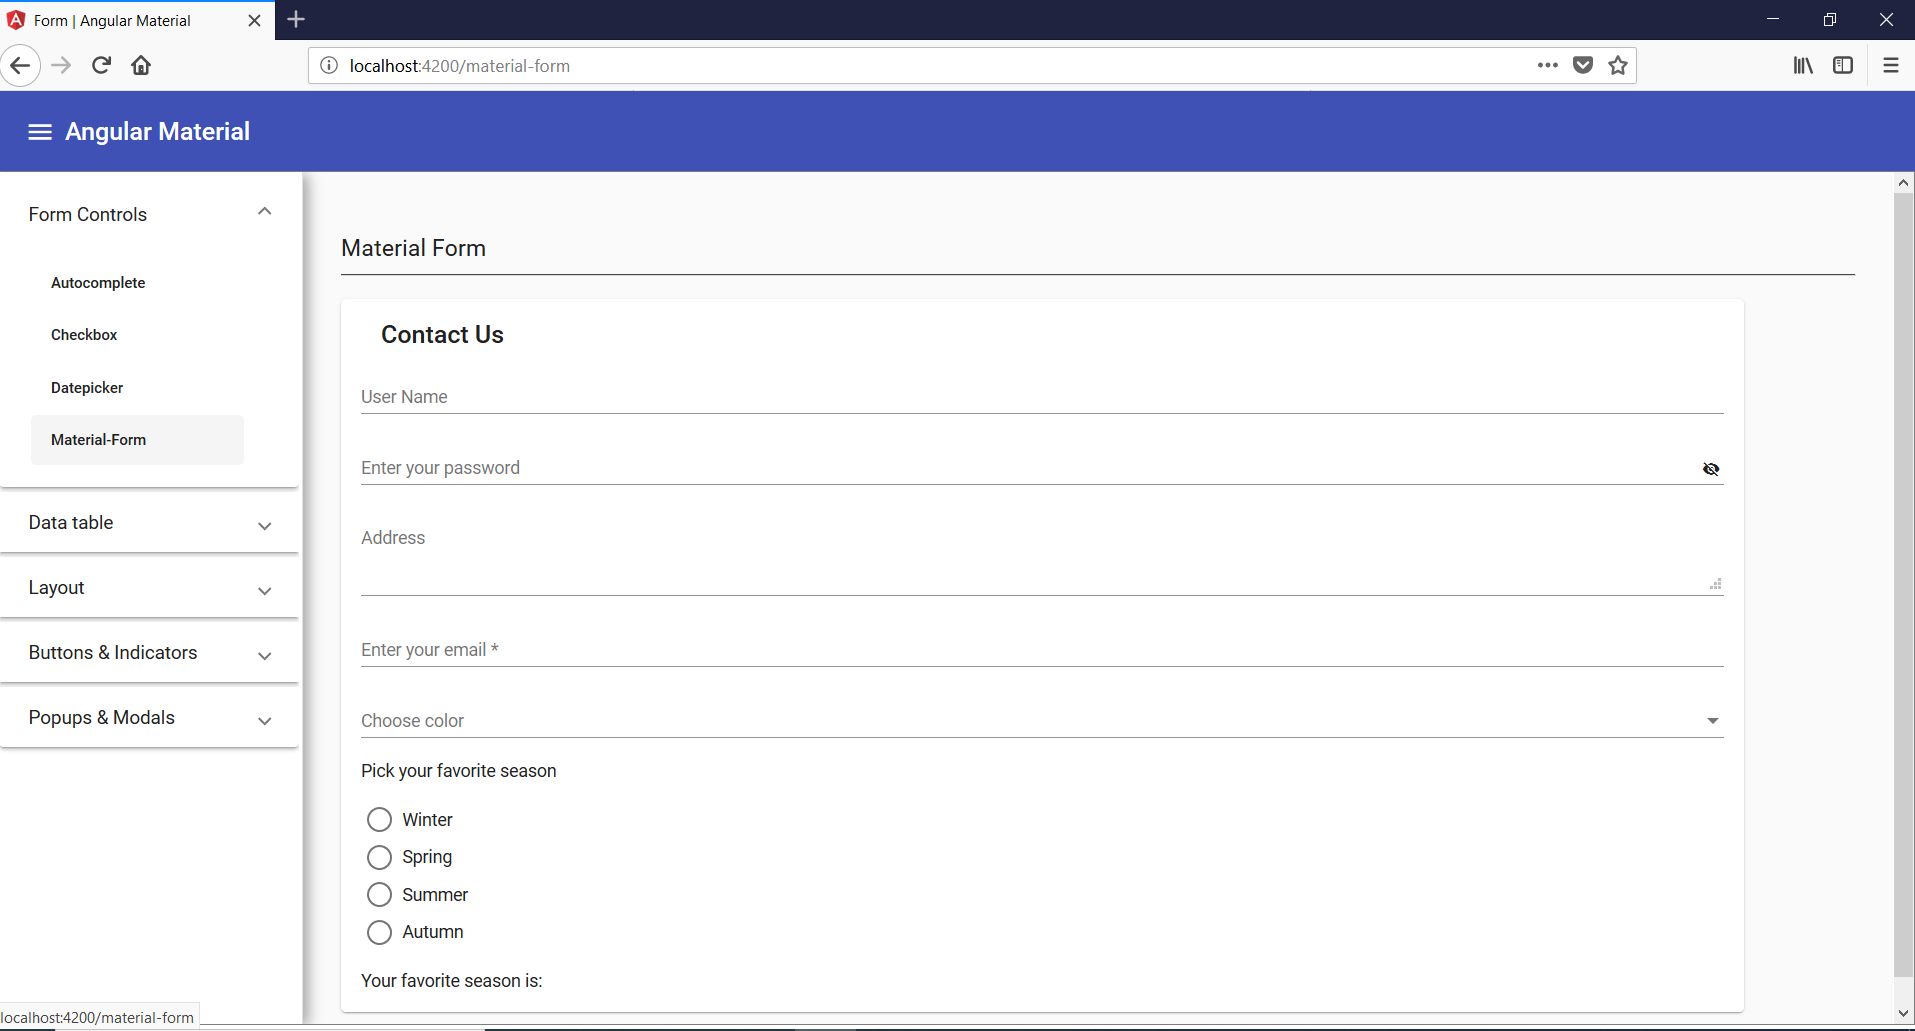 Form | Angular Material
localhost:4200/material-form
Angular Material
Form Controls
Autocomplete
Checkbox
Datepicker
Material-Form
Data table
Layout
Buttons & Indicators
Popups & Modals
Material Form
Contact Us
User Name
Enter your password
Address
Enter your email *
Choose color
Pick your favorite season
Winter
Spring
Summer
Autumn
Your favorite season is:
localhost:4200/material-form